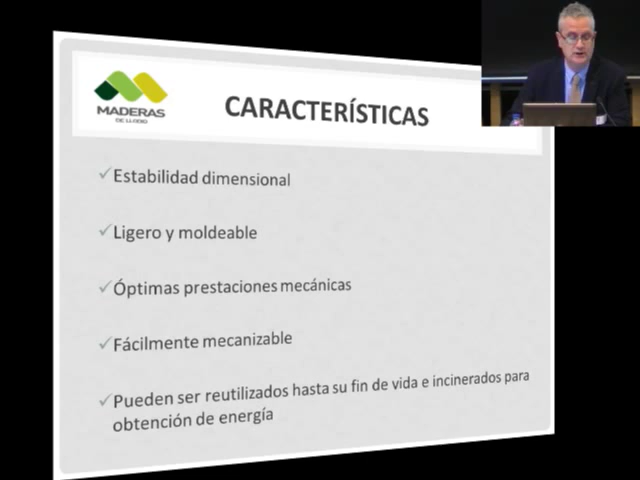 MADERAS
DE LLODIO
CARACTERÍSTICAS
Estabilidad dimensional
Ligero y moldeable
Óptimas prestaciones mecánicas
Fácilmente mecanizable
Pueden ser reutilizados hasta su fin de vida e incinerados para
obtención de energía